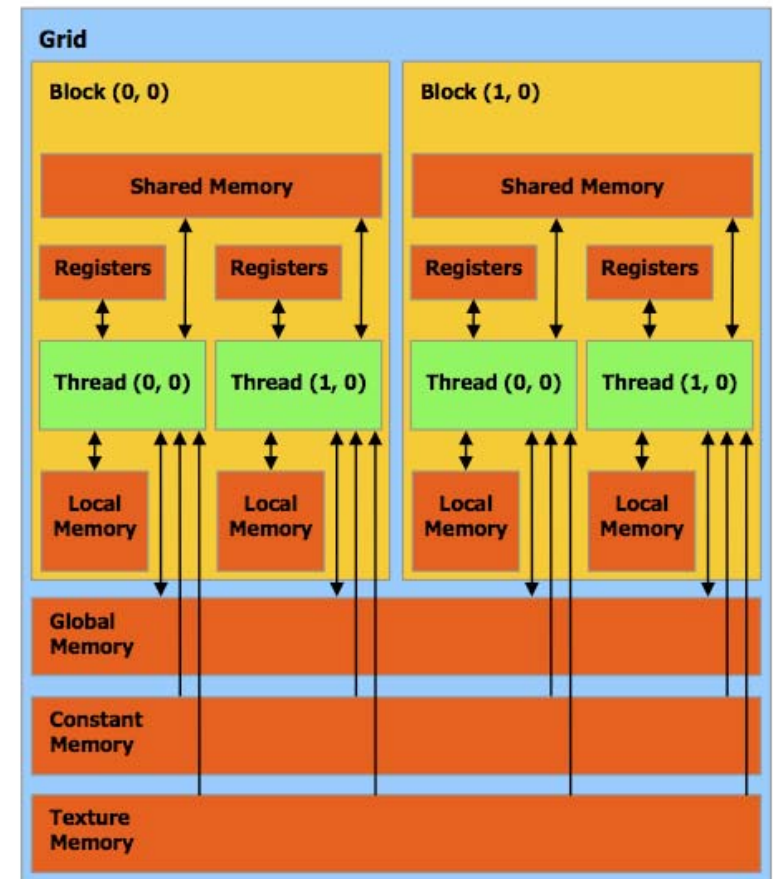 Grid
Block (0, 0)
Block (1, 0)
Shared Memory
Shared Memory
Registers
Registers
Registers
Registers
Thread (0, 0)
Thread (1, 0)
Thread (0, 0)
Thread (1, 0)
Local
Memory
Local
Memory
Local
Memory
Local
Memory
Global
Memory
Constant
Memory
Texture
Memory